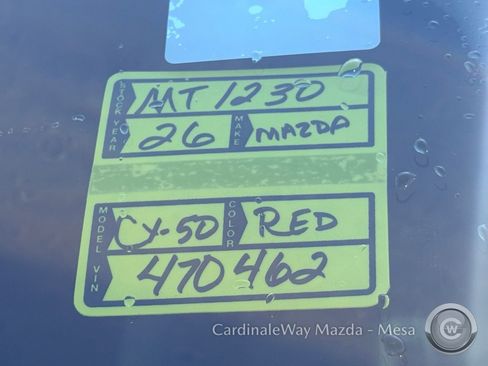 STOCK MT 1230
YEAR 26 MAKE MAZDA
MODEL CX-50 COLOR RED
VIN 470462
CardinaleWay Mazda - Mesa
CW